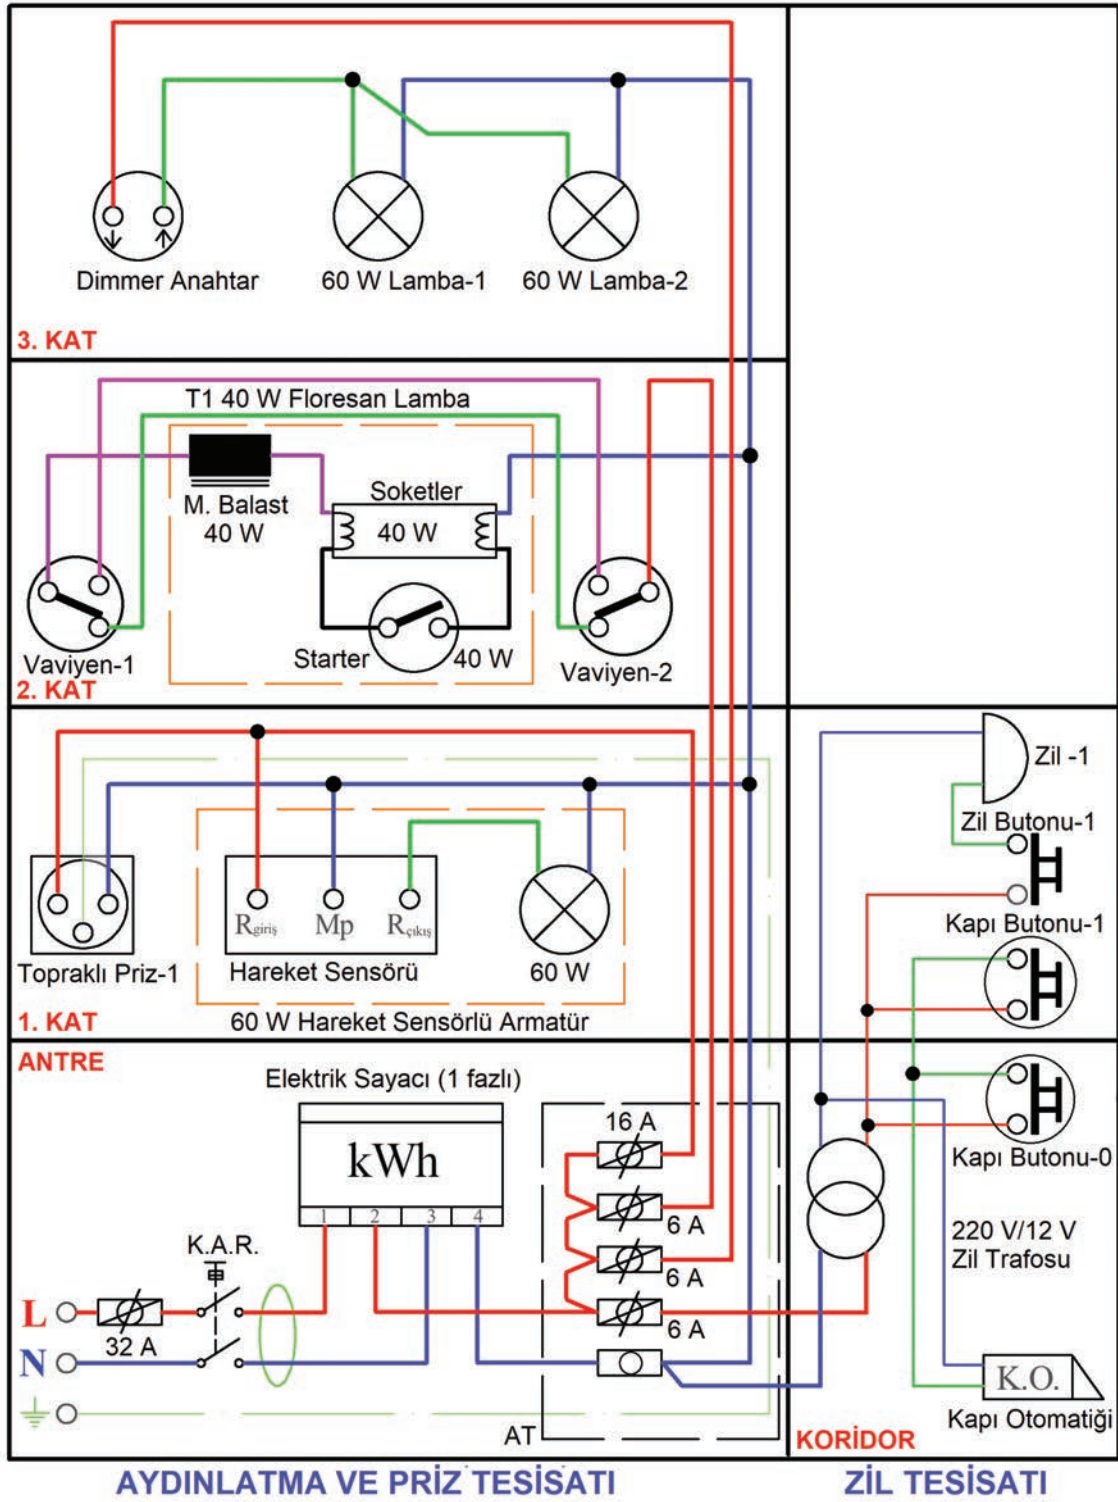 Dimmer Anahtar
60 W Lamba-1
60 W Lamba-2
3. KAT
T1 40 W Floresan Lamba
M. Balast
40 W
Soketler
40 W
Starter
40 W
Vaviyen-1
Vaviyen-2
2. KAT
Rgiriş
Mp
Rçıkış
Topraklı Priz-1
Hareket Sensörü
60 W
1. KAT
60 W Hareket Sensörlü Armatür
Zil -1
Zil Butonu-1
Kapı Butonu-1
ANTRE
Elektrik Sayacı (1 fazlı)
kWh
1 2 3 4
K.A.R.
L
32 A
N
16 A
6 A
6 A
6 A
AT
Kapı Butonu-0
220 V/12 V
Zil Trafosu
K.O.
Kapı Otomatiği
KORİDOR
AYDINLATMA VE PRİZ TESİSATI
ZİL TESİSATI